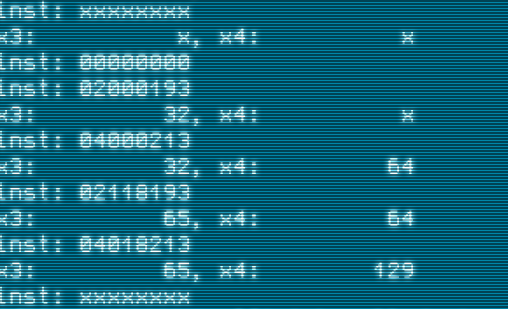 inst: xxxxxxxx
x3: x, x4: x
inst: 00000000
inst: 02000193
x3: 32, x4: x
inst: 04000213
x3: 32, x4: 64
inst: 02118193
x3: 65, x4: 64
inst: 04018213
x3: 65, x4: 129
inst: xxxxxxxx